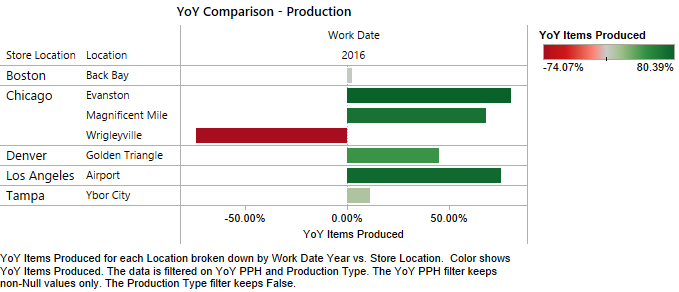 YoY Comparison - Production
Work Date
Store Location Location 2016
Boston Back Bay
Chicago Evanston
Magnificent Mile
Wrigleyville
Denver Golden Triangle
Los Angeles Airport
Tampa Ybor City
-50.00% 0.00% 50.00%
YoY Items Produced
YoY Items Produced
-74.07% 80.39%
YoY Items Produced for each Location broken down by Work Date Year vs. Store Location. Color shows
YoY Items Produced. The data is filtered on YoY PPH and Production Type. The YoY PPH filter keeps
non-Null values only. The Production Type filter keeps False.